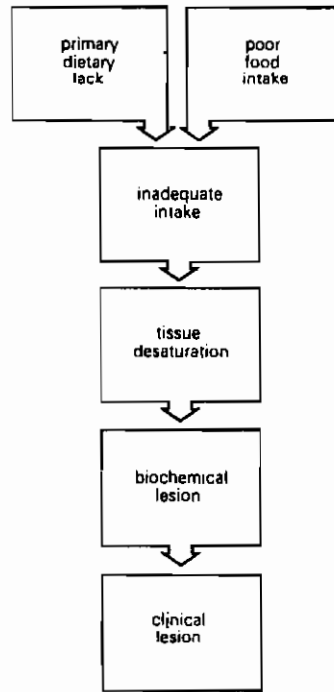 primary
dietary
lack
poor
food
intake
inadequate
intake
tissue
desaturation
biochemical
lesion
clinical
lesion